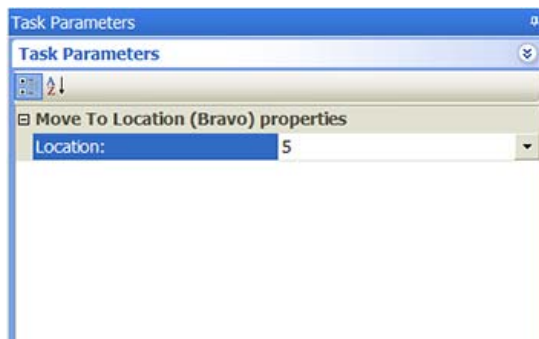 Task Parameters
Task Parameters
Move To Location (Bravo) properties
Location: 5